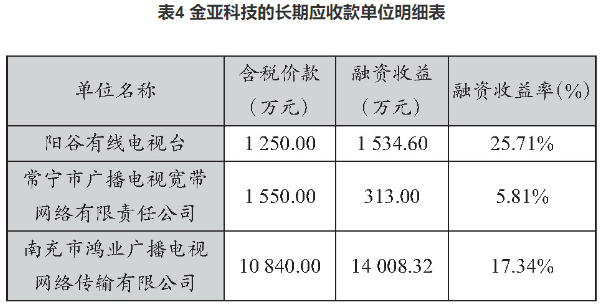 表4 金亚科技的长期应收款单位明细表
单位名称 含税价款 融资收益 融资收益率(%)
(万元) (万元)
阳谷有线电视台 1 250.00 1 534.60 25.71%
常宁市广播电视宽带
网络有限责任公司 1 550.00 313.00 5.81%
南充市鸿业广播电视
网络传输有限公司 10 840.00 14 008.32 17.34%